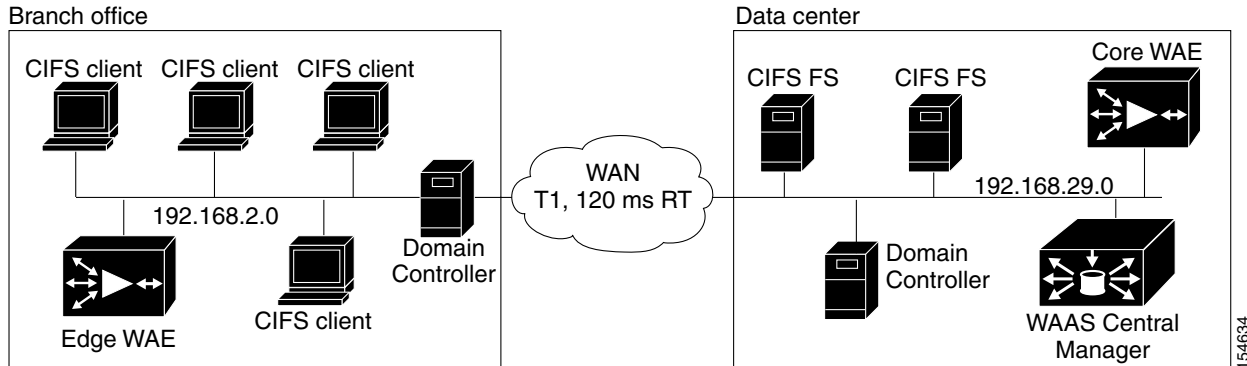 Branch office
CIFS client
CIFS client
CIFS client
192.168.2.0
Edge WAE
CIFS client
Domain
Controller
WAN
T1, 120 ms RT
Data center
CIFS FS
CIFS FS
Core WAE
192.168.29.0
Domain
Controller
WAAS Central
Manager
154634